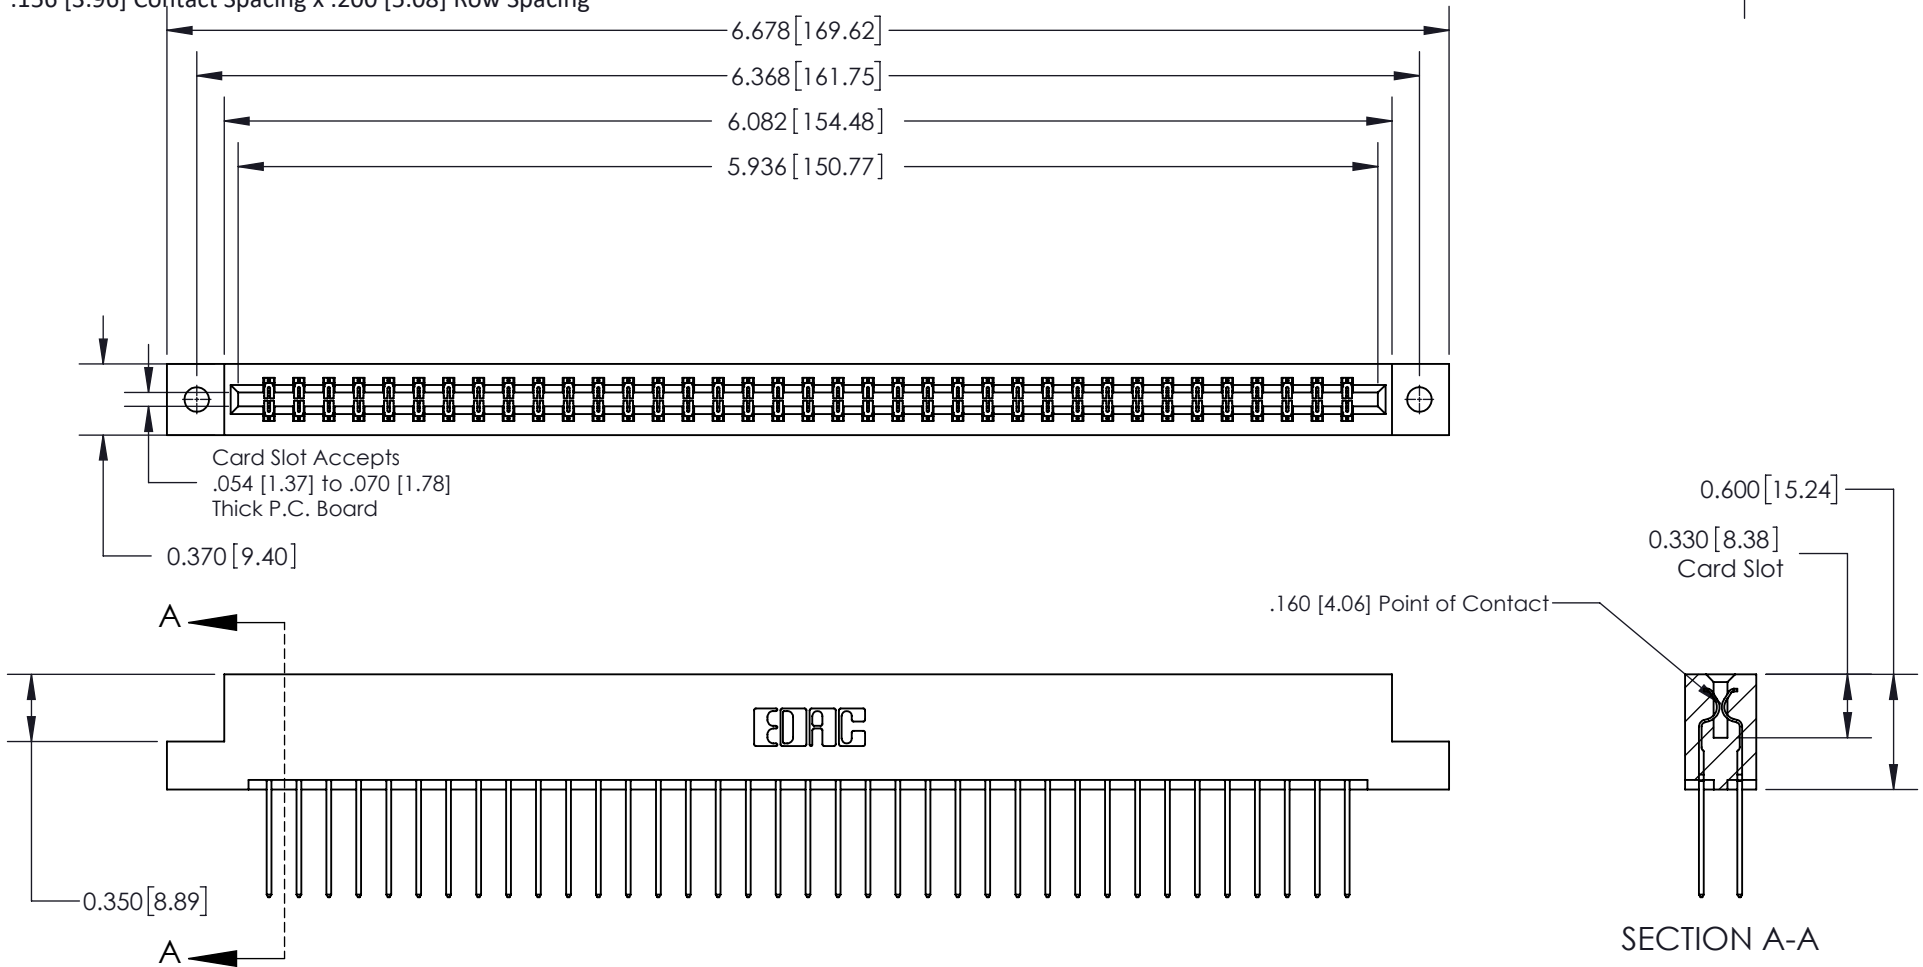 .156 [3.96] Contact Spacing x .200 [5.08] Row Spacing
6.678 [169.62]
6.368 [161.75]
6.082 [154.48]
5.936 [150.77]
Card Slot Accepts
.054 [1.37] to .070 [1.78]
Thick P.C. Board
0.370 [9.40]
0.600 [15.24]
0.330 [8.38]
Card Slot
.160 [4.06] Point of Contact
A
EDAC
0.350 [8.89]
A
SECTION A-A